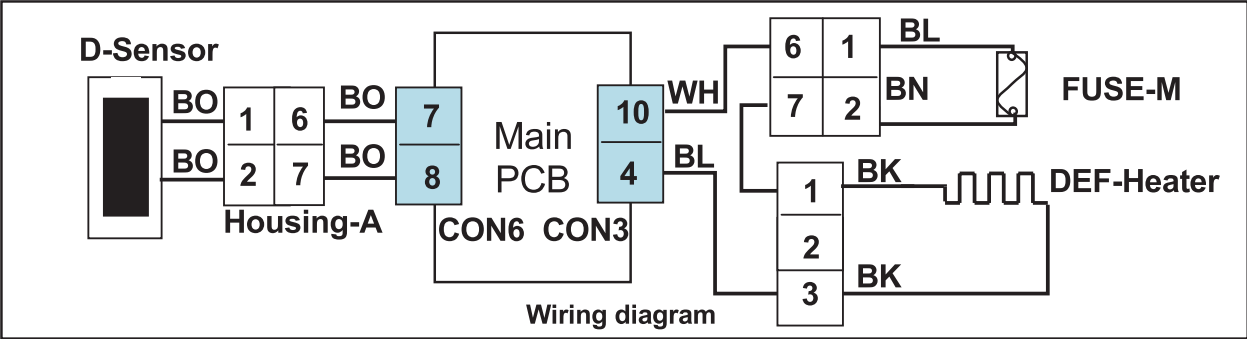 D-Sensor
BO
BO
1 6
2 7
Housing-A
BO
BO
7
8
CON6
Main
PCB
10
4
CON3
WH
BL
6 1
7 2
BL
BN
FUSE-M
1
2
3
BK
BK
DEF-Heater
Wiring diagram